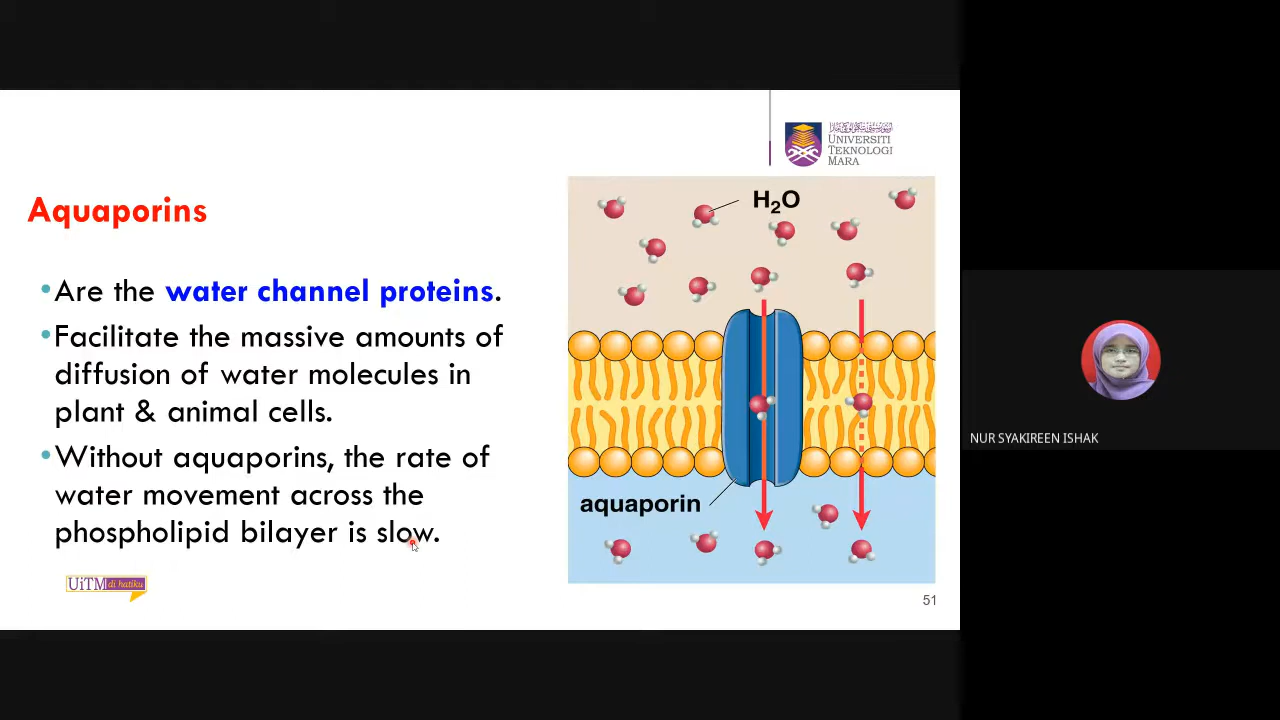 UNIVERSITI
TEKNOLOGI
MARA
Aquaporins
•Are the water channel proteins.
•Facilitate the massive amounts of
diffusion of water molecules in
plant & animal cells.
•Without aquaporins, the rate of
water movement across the
phospholipid bilayer is slow.
H₂O
aquaporin
UiTM di hatiku
51
NUR SYAKIREEN ISHAK